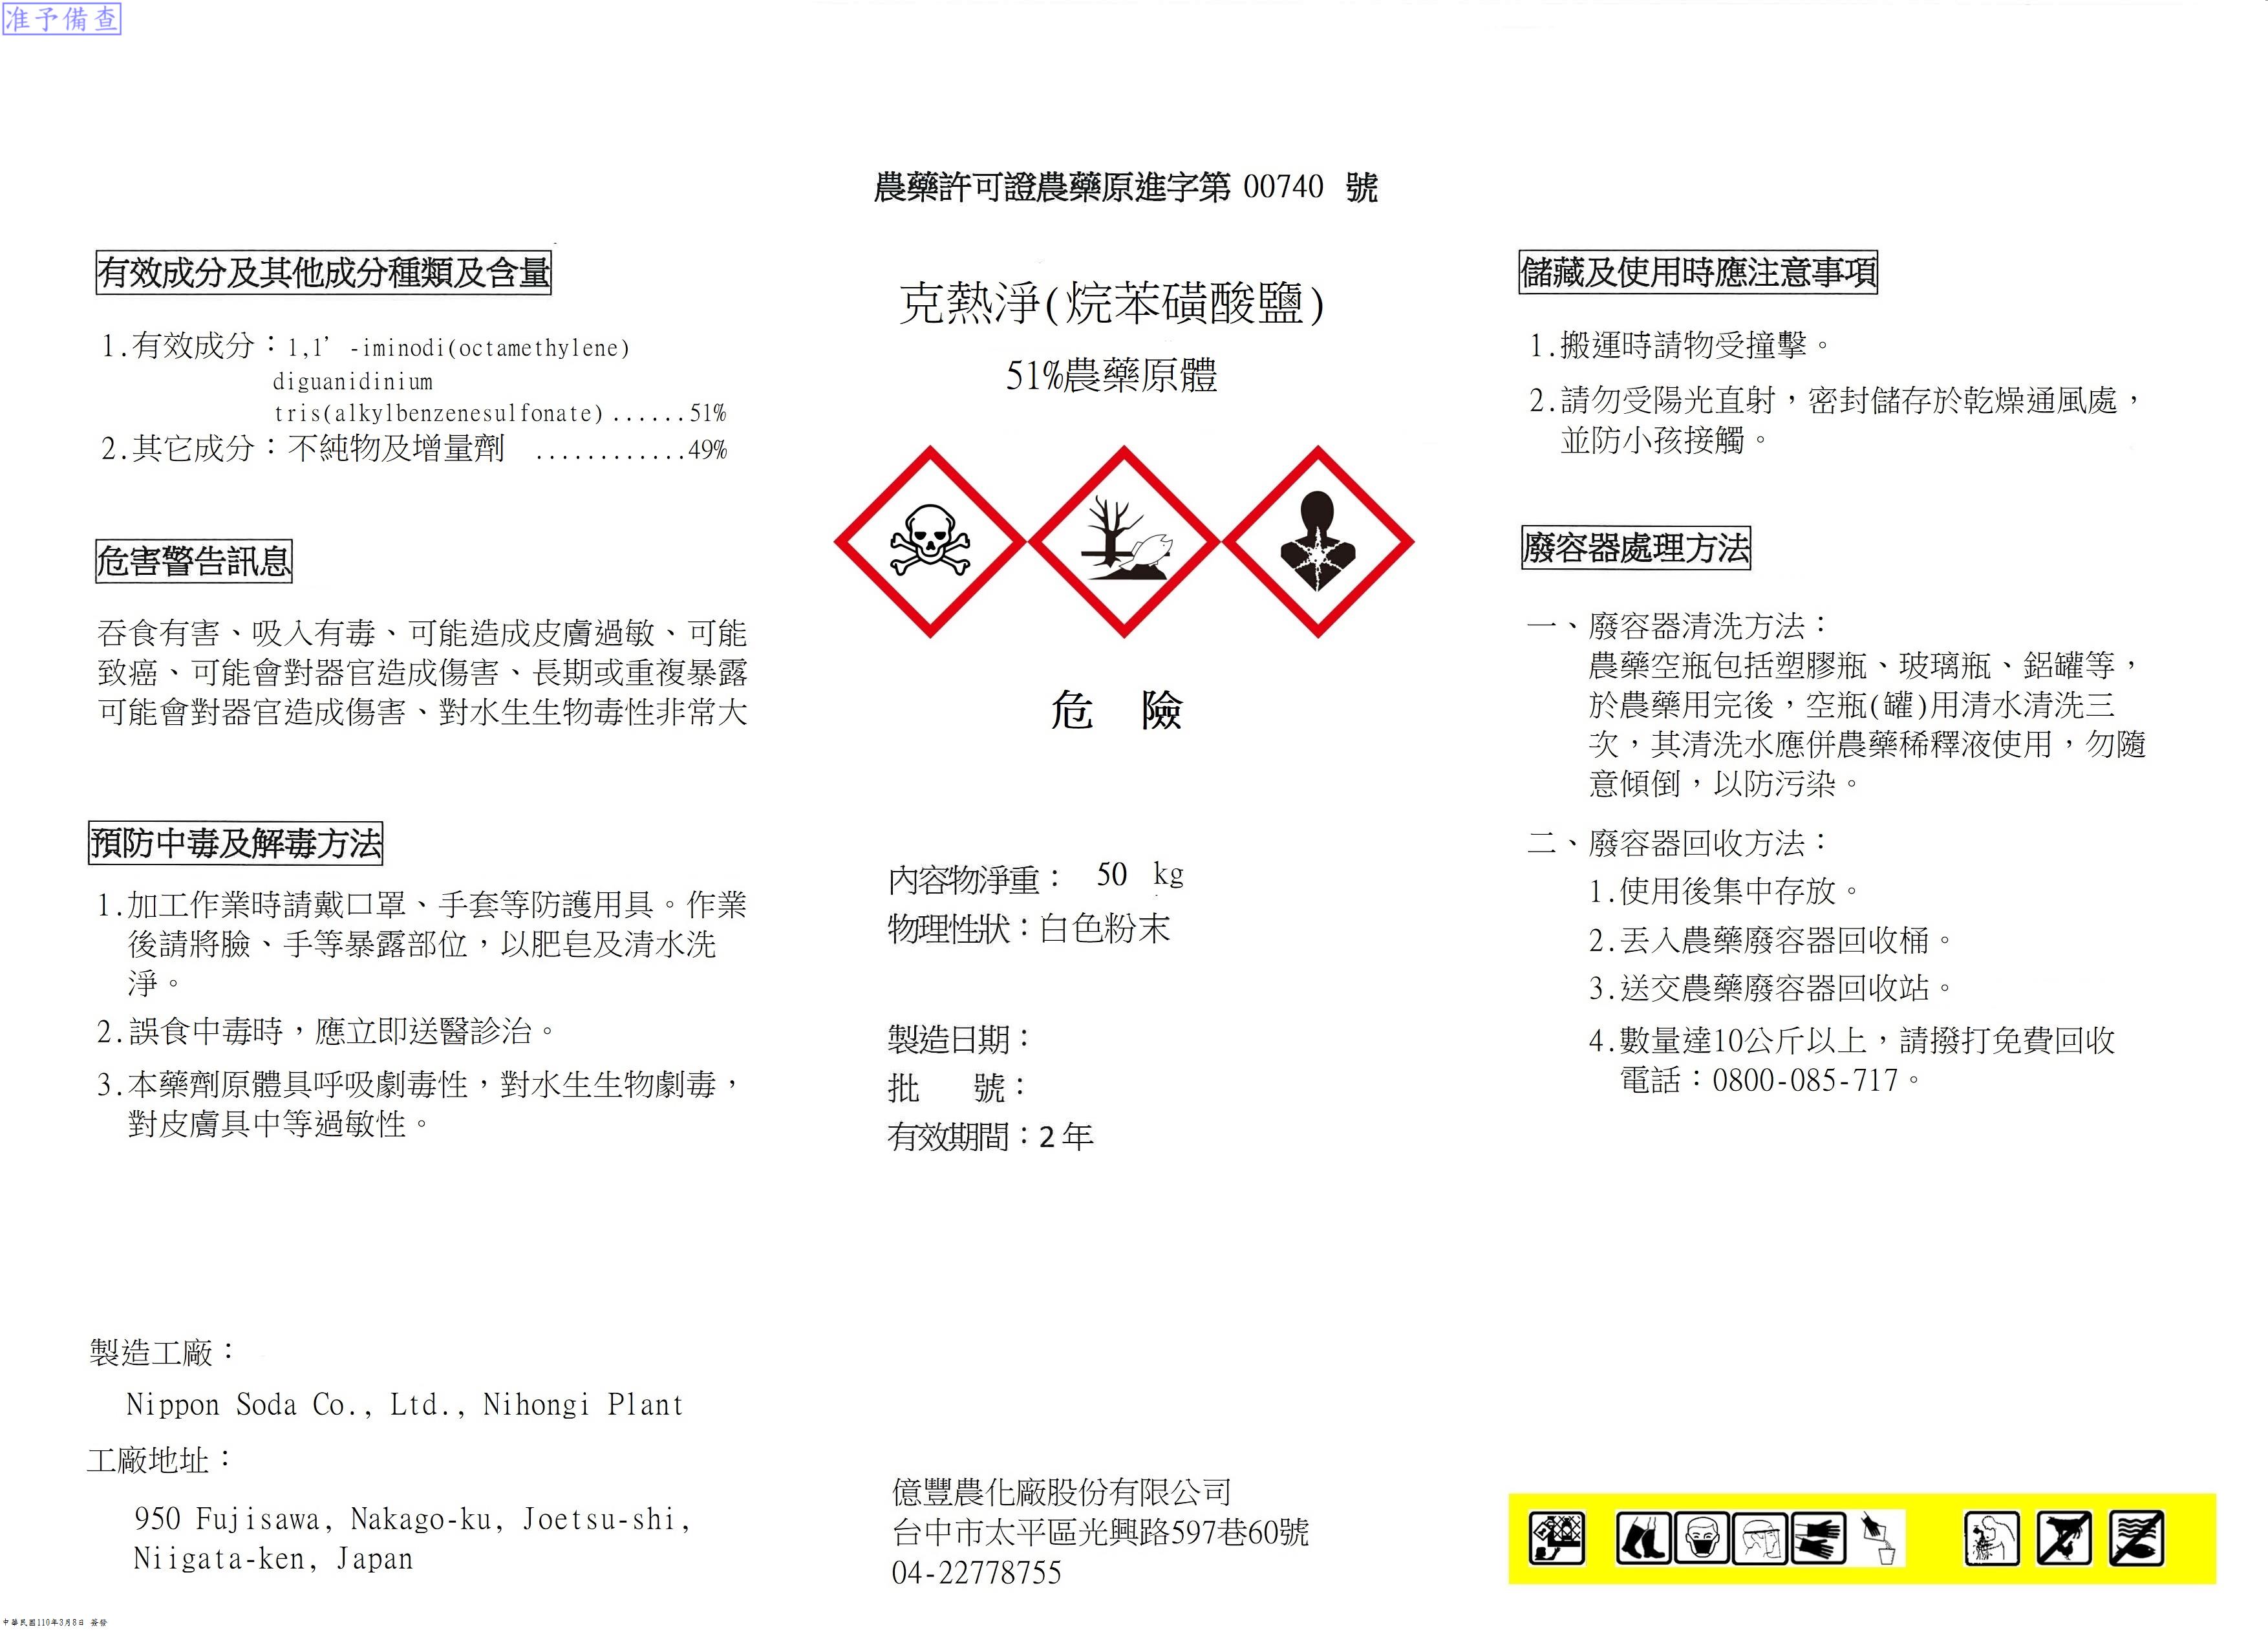 准予備查
農藥許可證農藥原進字第 00740 號
有效成分及其他成分種類及含量
1.有效成分：1,1’-iminodi(octamethylene)
diguanidinium
tris(alkylbenzenesulfonate)......51%
2.其它成分：不純物及增量劑 ............49%
危害警告訊息
吞食有害、吸入有毒、可能造成皮膚過敏、可能
致癌、可能會對器官造成傷害、長期或重複暴露
可能會對器官造成傷害、對水生生物毒性非常大
預防中毒及解毒方法
1.加工作業時請戴口罩、手套等防護用具。作業
後請將臉、手等暴露部位，以肥皂及清水洗
淨。
2.誤食中毒時，應立即送醫診治。
3.本藥劑原體具呼吸劇毒性，對水生生物劇毒，
對皮膚具中等過敏性。
製造工廠：
Nippon Soda Co., Ltd., Nihongi Plant
工廠地址：
950 Fujisawa, Nakago-ku, Joetsu-shi,
Niigata-ken, Japan
克熱淨(烷苯磺酸鹽)
51%農藥原體
危 險
內容物淨重： 50 kg
物理性狀：白色粉末
製造日期：
批 號：
有效期間：2 年
億豐農化廠股份有限公司
台中市太平區光興路597巷60號
04-22778755
儲藏及使用時應注意事項
1.搬運時請物受撞擊。
2.請勿受陽光直射，密封儲存於乾燥通風處，
並防小孩接觸。
廢容器處理方法
一、廢容器清洗方法：
農藥空瓶包括塑膠瓶、玻璃瓶、鋁罐等，
於農藥用完後，空瓶(罐)用清水清洗三
次，其清洗水應併農藥稀釋液使用，勿隨
意傾倒，以防污染。
二、廢容器回收方法：
1.使用後集中存放。
2.丟入農藥廢容器回收桶。
3.送交農藥廢容器回收站。
4.數量達10公斤以上，請撥打免費回收
電話：0800-085-717。
中華民國110年3月8日 簽發